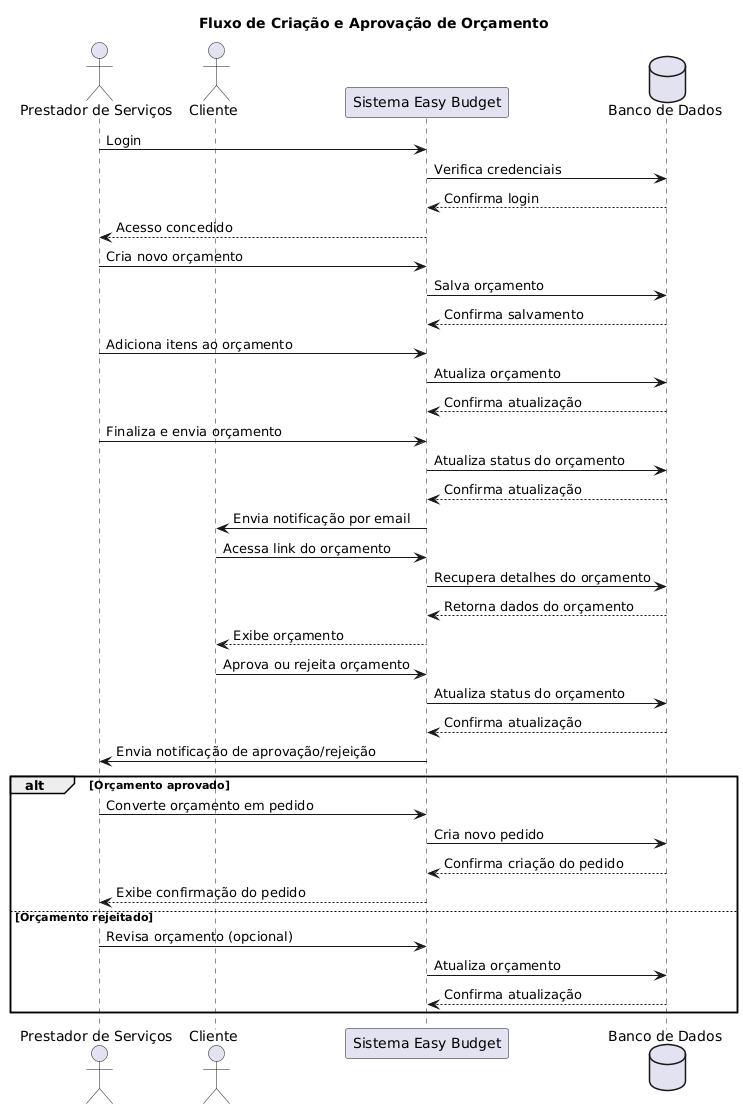 Fluxo de Criação e Aprovação de Orçamento
Prestador de Serviços
Cliente
Sistema Easy Budget
Banco de Dados
Login
Verifica credenciais
Confirma login
Acesso concedido
Cria novo orçamento
Salva orçamento
Confirma salvamento
Adiciona itens ao orçamento
Atualiza orçamento
Confirma atualização
Finaliza e envia orçamento
Atualiza status do orçamento
Confirma atualização
Envia notificação por email
Acessa link do orçamento
Recupera detalhes do orçamento
Retorna dados do orçamento
Exibe orçamento
Aprova ou rejeita orçamento
Atualiza status do orçamento
Confirma atualização
Envia notificação de aprovação/rejeição
alt [Orçamento aprovado]
Converte orçamento em pedido
Cria novo pedido
Confirma criação do pedido
Exibe confirmação do pedido
[Orçamento rejeitado]
Revisa orçamento (opcional)
Atualiza orçamento
Confirma atualização
Prestador de Serviços
Cliente
Sistema Easy Budget
Banco de Dados